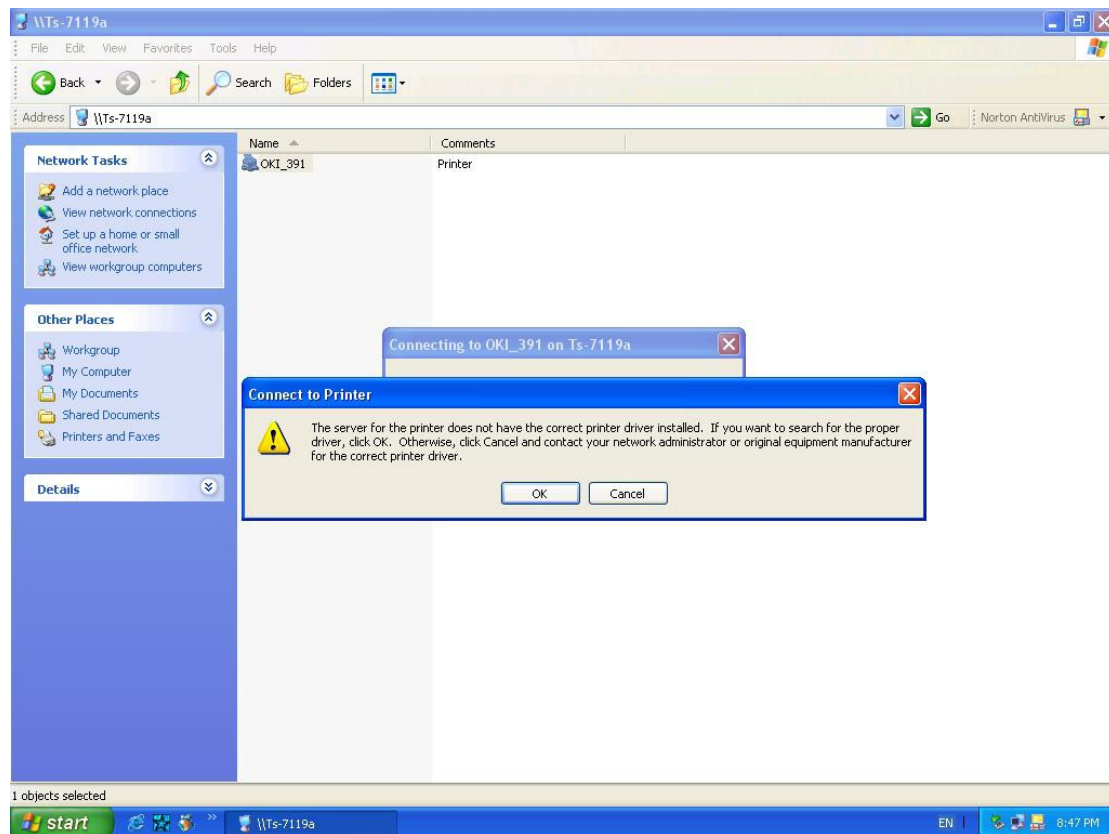 \\Ts-7119a
File Edit View Favorites Tools Help
Back Search Folders
Address \\Ts-7119a Go Norton AntiVirus
Name Comments
Network Tasks
OKI_391 Printer
Add a network place
View network connections
Set up a home or small
office network
View workgroup computers
Other Places
Workgroup
My Computer
My Documents
Shared Documents
Printers and Faxes
Details
Connecting to OKI_391 on Ts-7119a
Connect to Printer
The server for the printer does not have the correct printer driver installed. If you want to search for the proper
driver, click OK. Otherwise, click Cancel and contact your network administrator or original equipment manufacturer
for the correct printer driver.
OK Cancel
1 objects selected
start \\Ts-7119a EN 8:47 PM